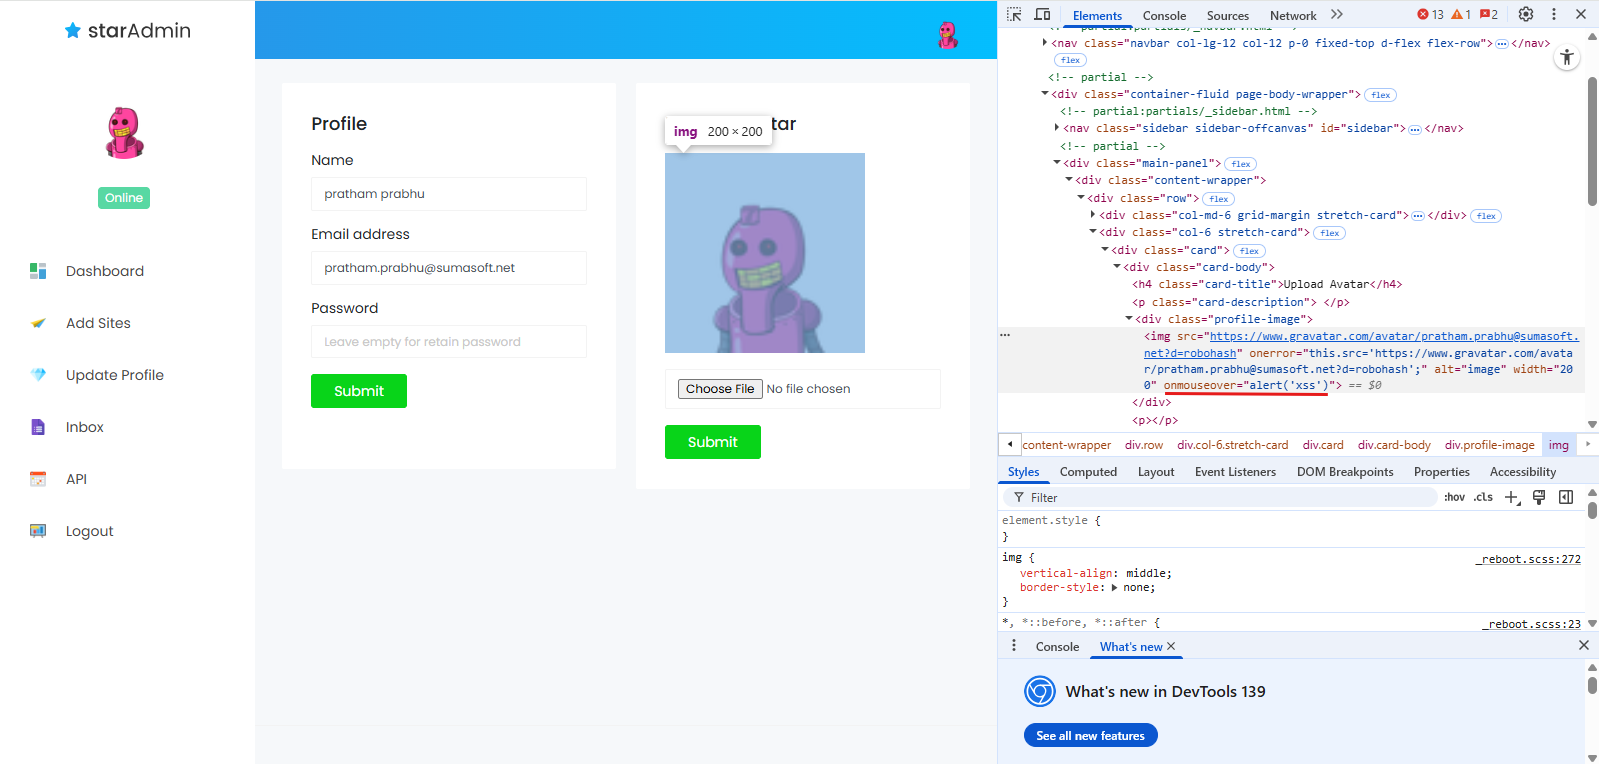 starAdmin
Online
Dashboard
Add Sites
Update Profile
Inbox
API
Logout
Profile
Name
pratham prabhu
Email address
pratham.prabhu@sumasoft.net
Password
Leave empty for retain password
Submit
tar
img 200 × 200
Choose File No file chosen
Submit
Elements Console Sources Network 13 1 2
<!-- partial:partials/_navbar.html -->
<nav class="navbar col-lg-12 col-12 p-0 fixed-top d-flex flex-row"> ⋯ </nav>
flex
<!-- partial -->
<div class="container-fluid page-body-wrapper"> flex
<!-- partial:partials/_sidebar.html -->
<nav class="sidebar sidebar-offcanvas" id="sidebar"> ⋯ </nav>
<!-- partial -->
<div class="main-panel"> flex
<div class="content-wrapper">
<div class="row"> flex
<div class="col-md-6 grid-margin stretch-card"> ⋯ </div> flex
<div class="col-6 stretch-card"> flex
<div class="card"> flex
<div class="card-body">
<h4 class="card-title">Upload Avatar</h4>
<p class="card-description"> </p>
<div class="profile-image">
<img src="https://www.gravatar.com/avatar/pratham.prabhu@sumasoft.
net?d=robohash" onerror="this.src='https://www.gravatar.com/avata
r/pratham.prabhu@sumasoft.net?d=robohash';" alt="image" width="20
0" onmouseover="alert('xss')"> == $0
</div>
<p></p>
content-wrapper div.row div.col-6.stretch-card div.card div.card-body div.profile-image img
Styles Computed Layout Event Listeners DOM Breakpoints Properties Accessibility
Filter :hov .cls
element.style {
}
img { _reboot.scss:272
vertical-align: middle;
border-style: none;
}
*, *::before, *::after { _reboot.scss:23
Console What's new
What's new in DevTools 139
See all new features